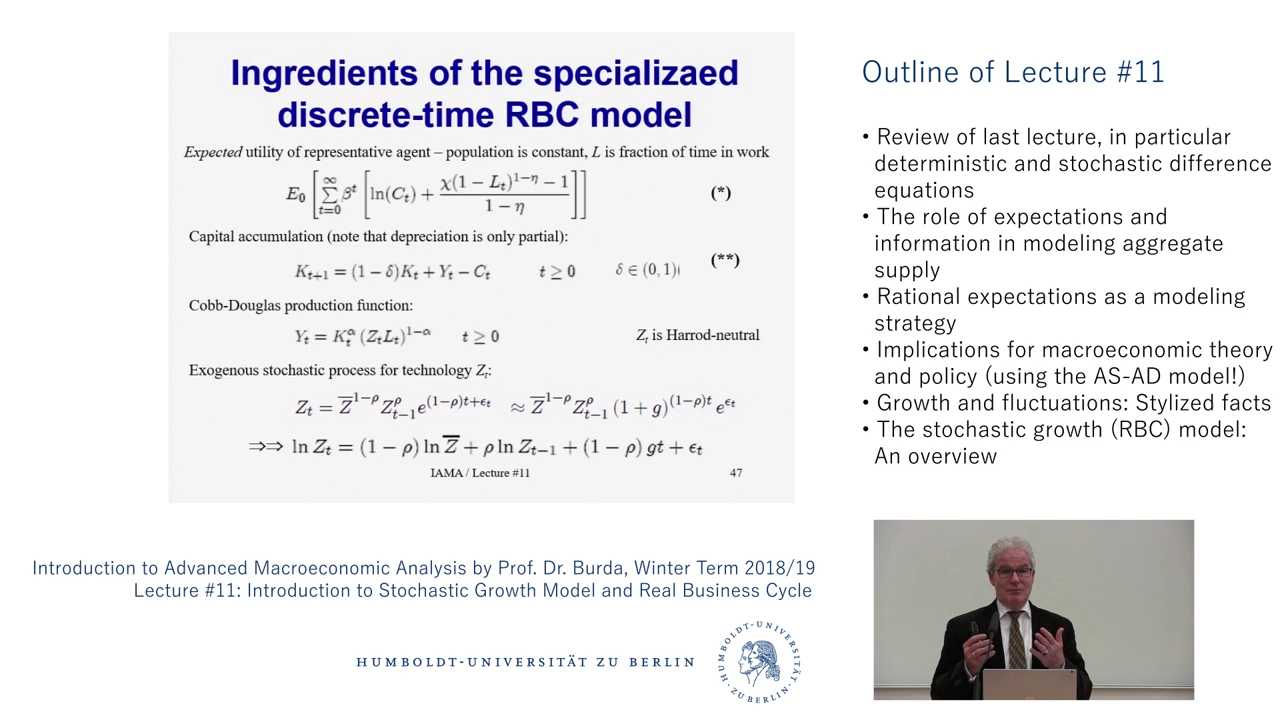 Ingredients of the specializaed
discrete-time RBC model
Expected utility of representative agent – population is constant, L is fraction of time in work
E₀ [ ∑_{t=0}^{∞} βᵗ [ ln(C_t) + (χ(1 − L_t)^{1−η} − 1) / (1 − η) ] ] (*)
Capital accumulation (note that depreciation is only partial):
K_{t+1} = (1 − δ)K_t + Y_t − C_t t ≥ 0 δ ∈ (0, 1) (**)
Cobb-Douglas production function:
Y_t = K_t^α (Z_t L_t)^{1−α} t ≥ 0 Z_t is Harrod-neutral
Exogenous stochastic process for technology Z_t:
Z_t = Z̅^{1−ρ} Z_{t−1}^ρ e^{(1−ρ)t+ϵ_t} ≈ Z̅^{1−ρ} Z_{t−1}^ρ (1 + g)^{(1−ρ)t} e^{ϵ_t}
⇒⇒ ln Z_t = (1 − ρ) ln Z̅ + ρ ln Z_{t−1} + (1 − ρ) gt + ϵ_t
IAMA / Lecture #11 47
Outline of Lecture #11
• Review of last lecture, in particular
deterministic and stochastic difference
equations
• The role of expectations and
information in modeling aggregate
supply
• Rational expectations as a modeling
strategy
• Implications for macroeconomic theory
and policy (using the AS-AD model!)
• Growth and fluctuations: Stylized facts
• The stochastic growth (RBC) model:
An overview
Introduction to Advanced Macroeconomic Analysis by Prof. Dr. Burda, Winter Term 2018/19
Lecture #11: Introduction to Stochastic Growth Model and Real Business Cycle
HUMBOLDT-UNIVERSITÄT ZU BERLIN
HUMBOLDT-UNIVERSITÄT
ZU BERLIN